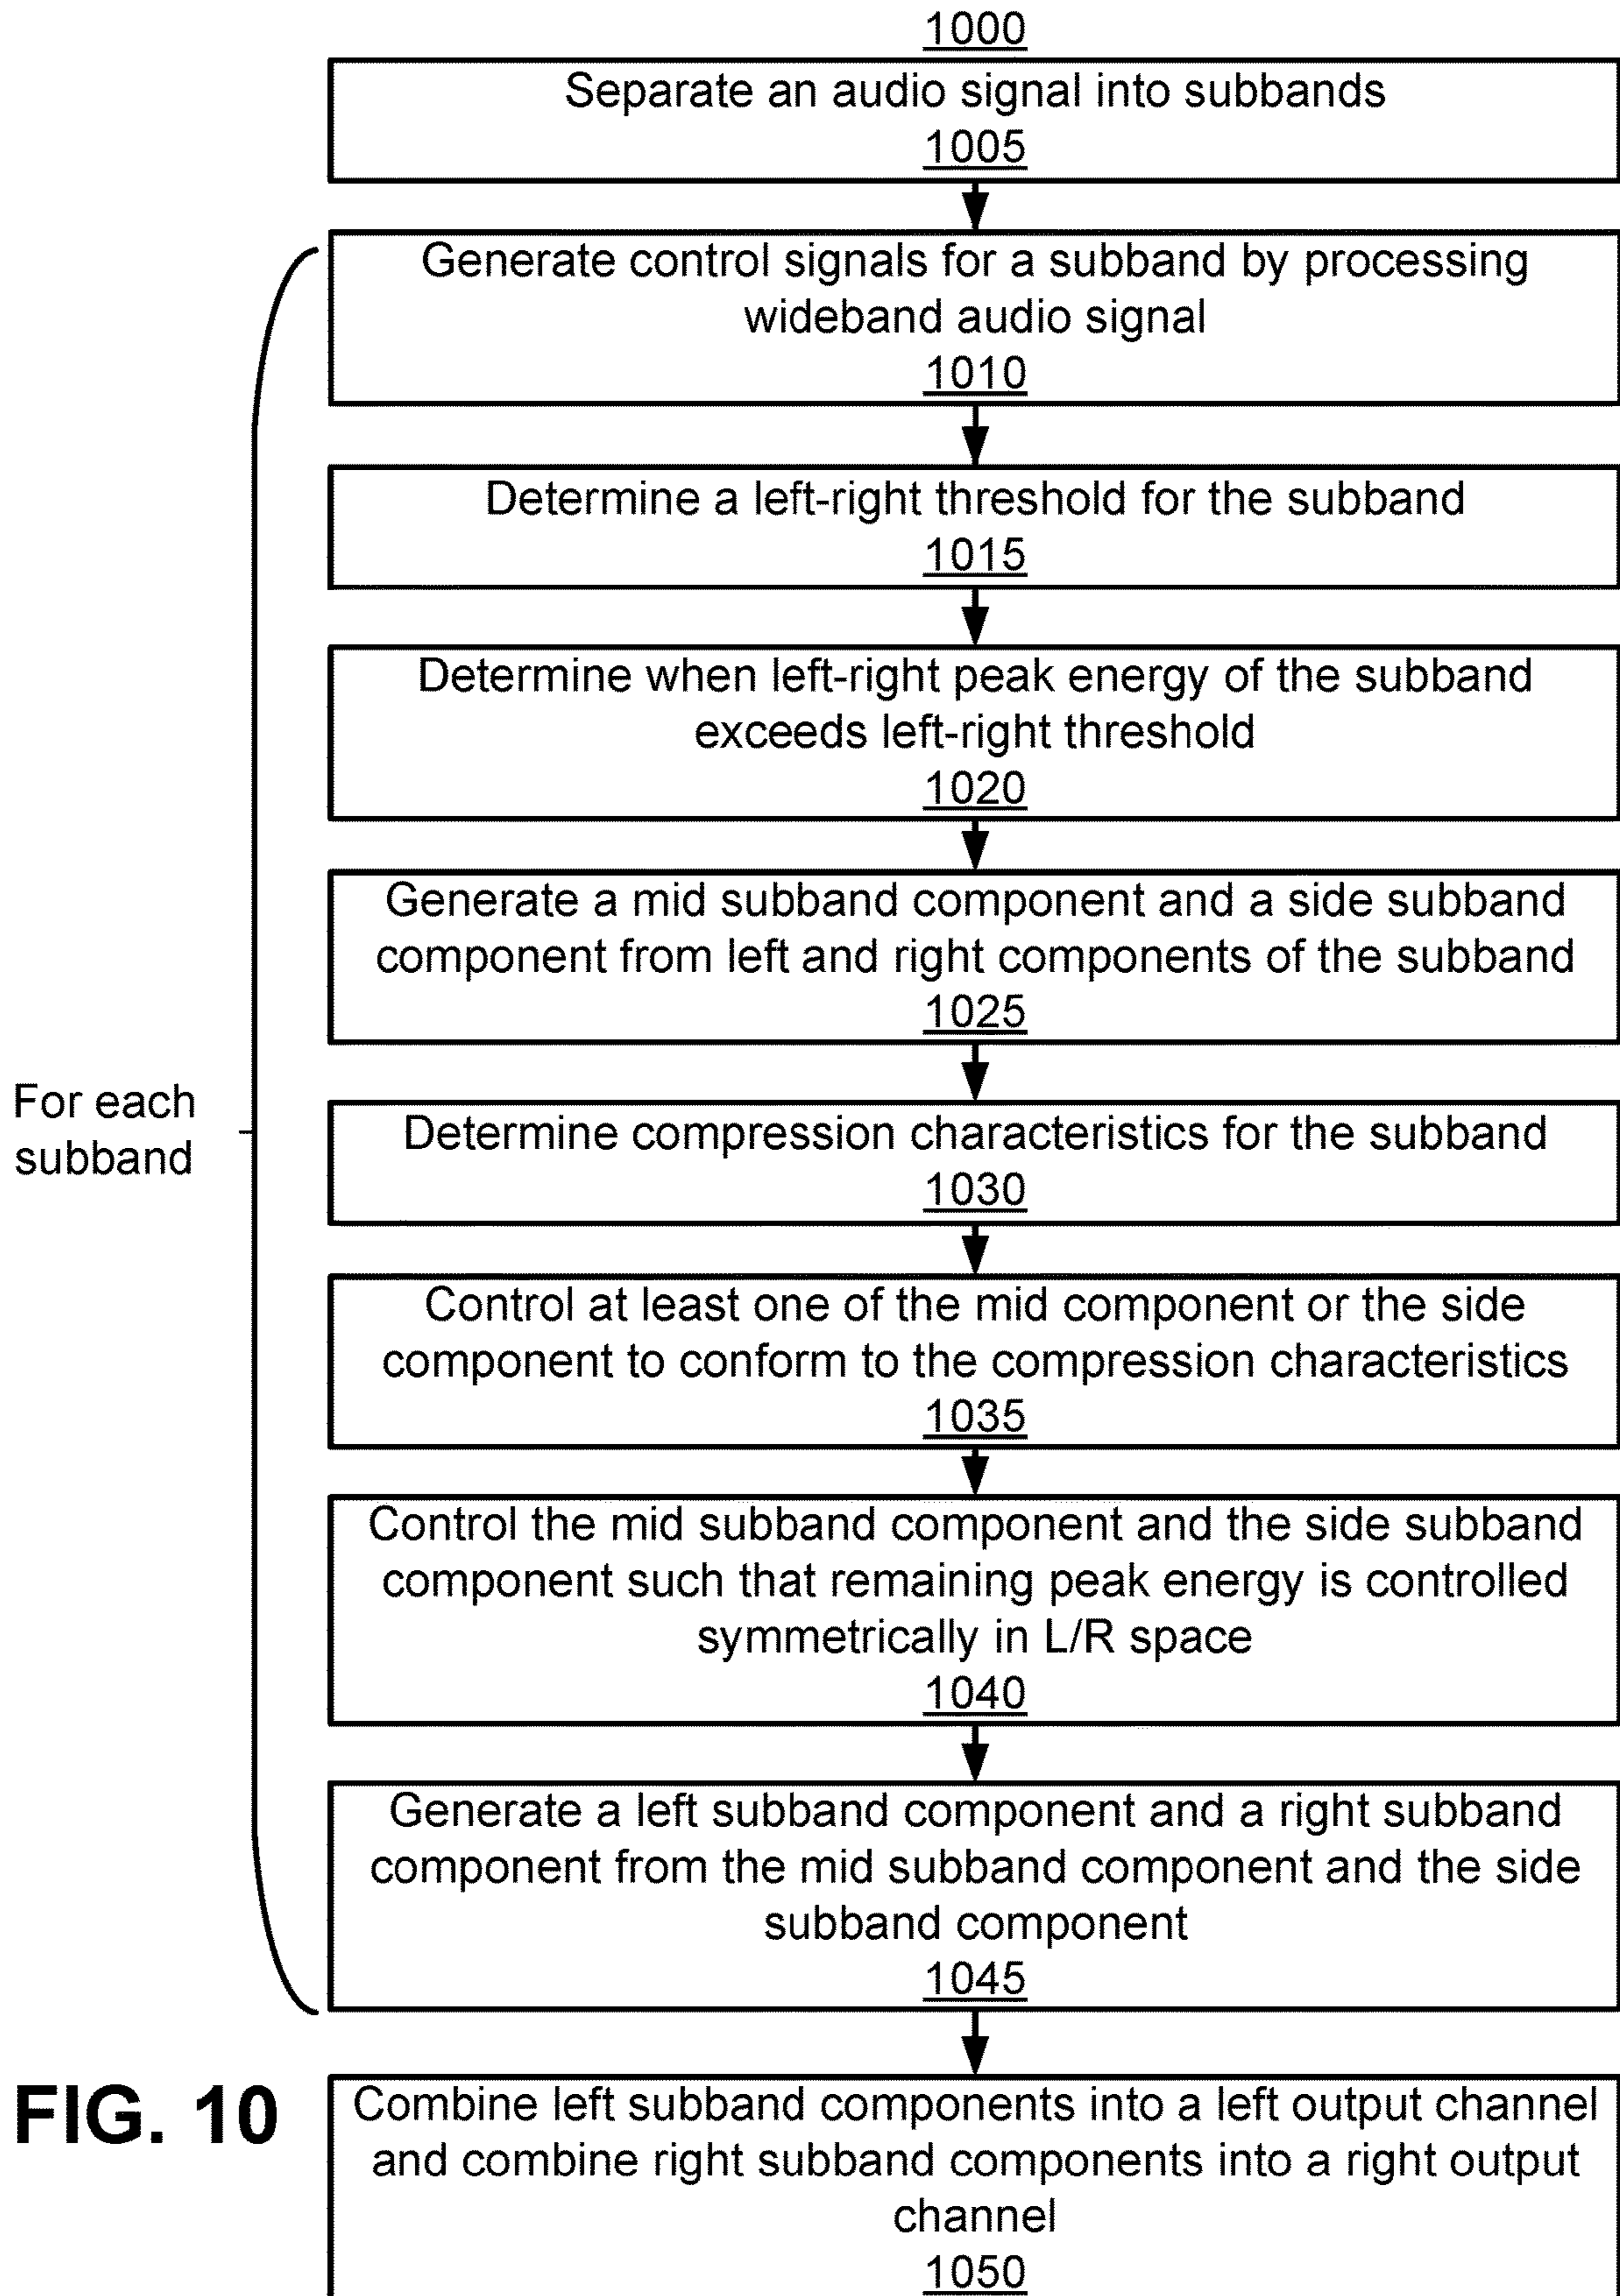 1000
Separate an audio signal into subbands
1005
Generate control signals for a subband by processing
wideband audio signal
1010
Determine a left-right threshold for the subband
1015
Determine when left-right peak energy of the subband
exceeds left-right threshold
1020
Generate a mid subband component and a side subband
component from left and right components of the subband
1025
For each
subband
Determine compression characteristics for the subband
1030
Control at least one of the mid component or the side
component to conform to the compression characteristics
1035
Control the mid subband component and the side subband
component such that remaining peak energy is controlled
symmetrically in L/R space
1040
Generate a left subband component and a right subband
component from the mid subband component and the side
subband component
1045
FIG. 10
Combine left subband components into a left output channel
and combine right subband components into a right output
channel
1050